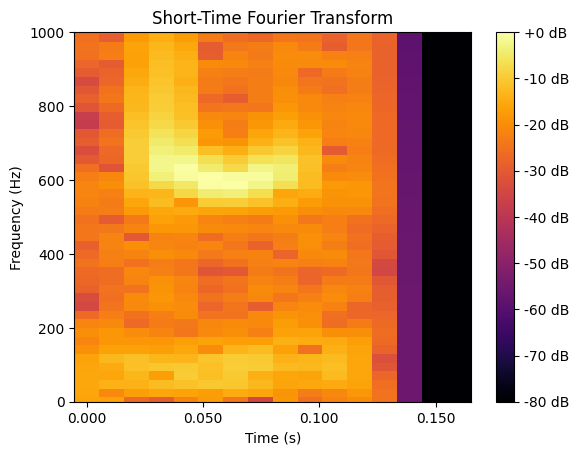 Short-Time Fourier Transform
Frequency (Hz)
1000
800
600
400
200
0
0.000
0.050
0.100
0.150
Time (s)
+0 dB
-10 dB
-20 dB
-30 dB
-40 dB
-50 dB
-60 dB
-70 dB
-80 dB